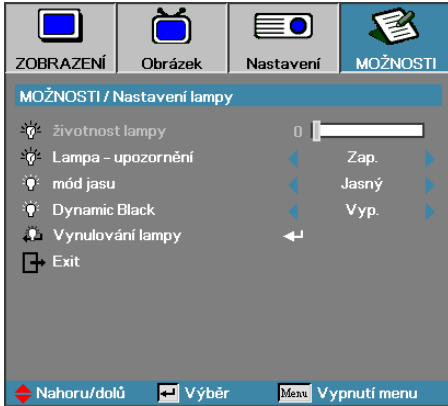 ZOBRAZENÍ Obrázek Nastavení MOŽNOSTI
MOŽNOSTI / Nastavení lampy
životnost lampy 0
Lampa - upozornění Zap.
mód jasu Jasný
Dynamic Black Vyp.
Vynulování lampy
Exit
Nahoru/dolů Výběr Menu Vypnutí menu